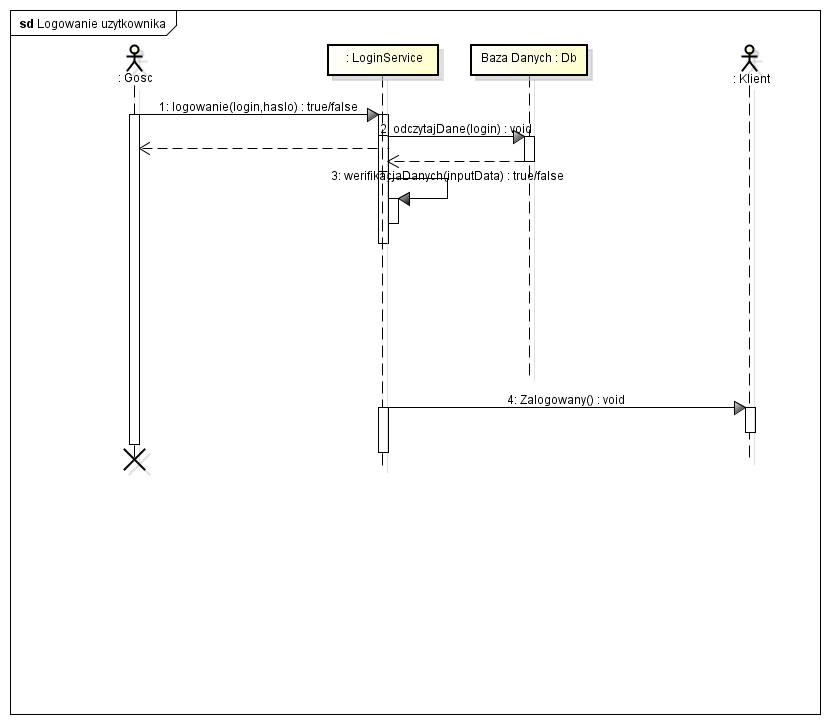 sd Logowanie uzytkownika
: Gosc
: LoginService
Baza Danych : Db
: Klient
1: logowanie(login,haslo) : true/false
2: odczytajDane(login) : void
3: werifikacjaDanych(inputData) : true/false
4: Zalogowany() : void